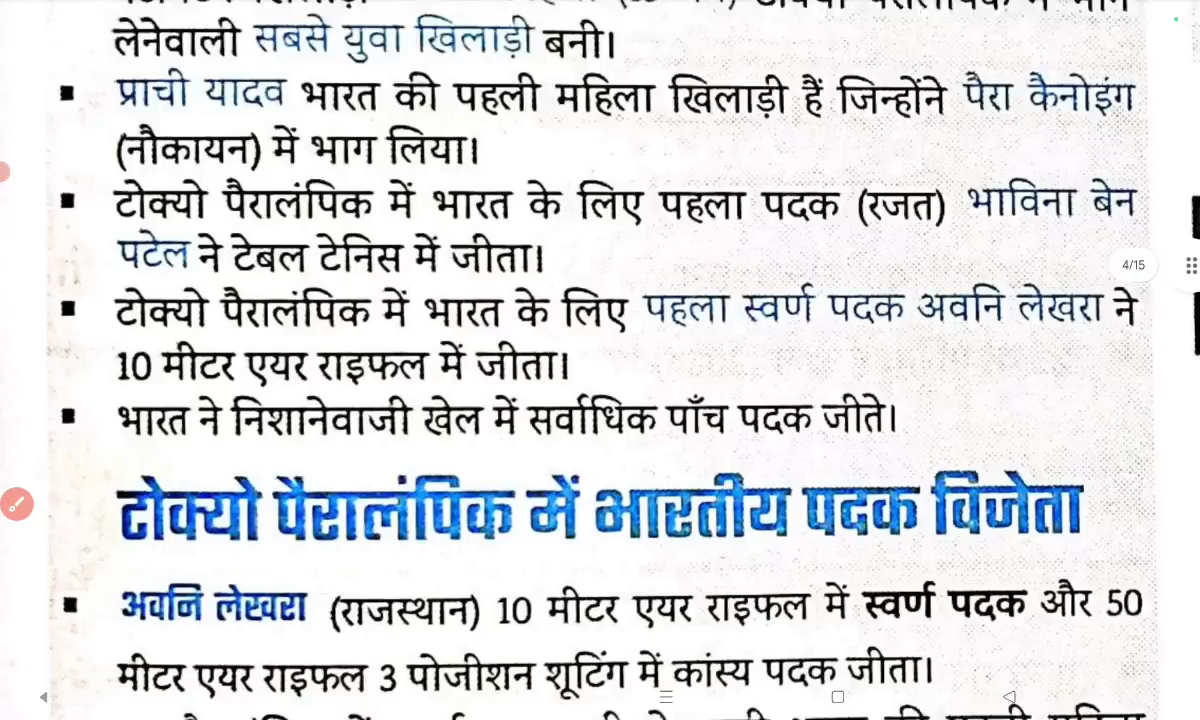 लेनेवाली सबसे युवा खिलाड़ी बनी।
▪ प्राची यादव भारत की पहली महिला खिलाड़ी हैं जिन्होंने पैरा कैनोइंग
(नौकायन) में भाग लिया।
▪ टोक्यो पैरालंपिक में भारत के लिए पहला पदक (रजत) भाविना बेन
पटेल ने टेबल टेनिस में जीता।
4/15
▪ टोक्यो पैरालंपिक में भारत के लिए पहला स्वर्ण पदक अवनि लेखरा ने
10 मीटर एयर राइफल में जीता।
▪ भारत ने निशानेवाजी खेल में सर्वाधिक पाँच पदक जीते।
टोक्यो पैरालंपिक में भारतीय पदक विजेता
▪ अवनि लेखरा (राजस्थान) 10 मीटर एयर राइफल में स्वर्ण पदक और 50
मीटर एयर राइफल 3 पोजीशन शूटिंग में कांस्य पदक जीता।